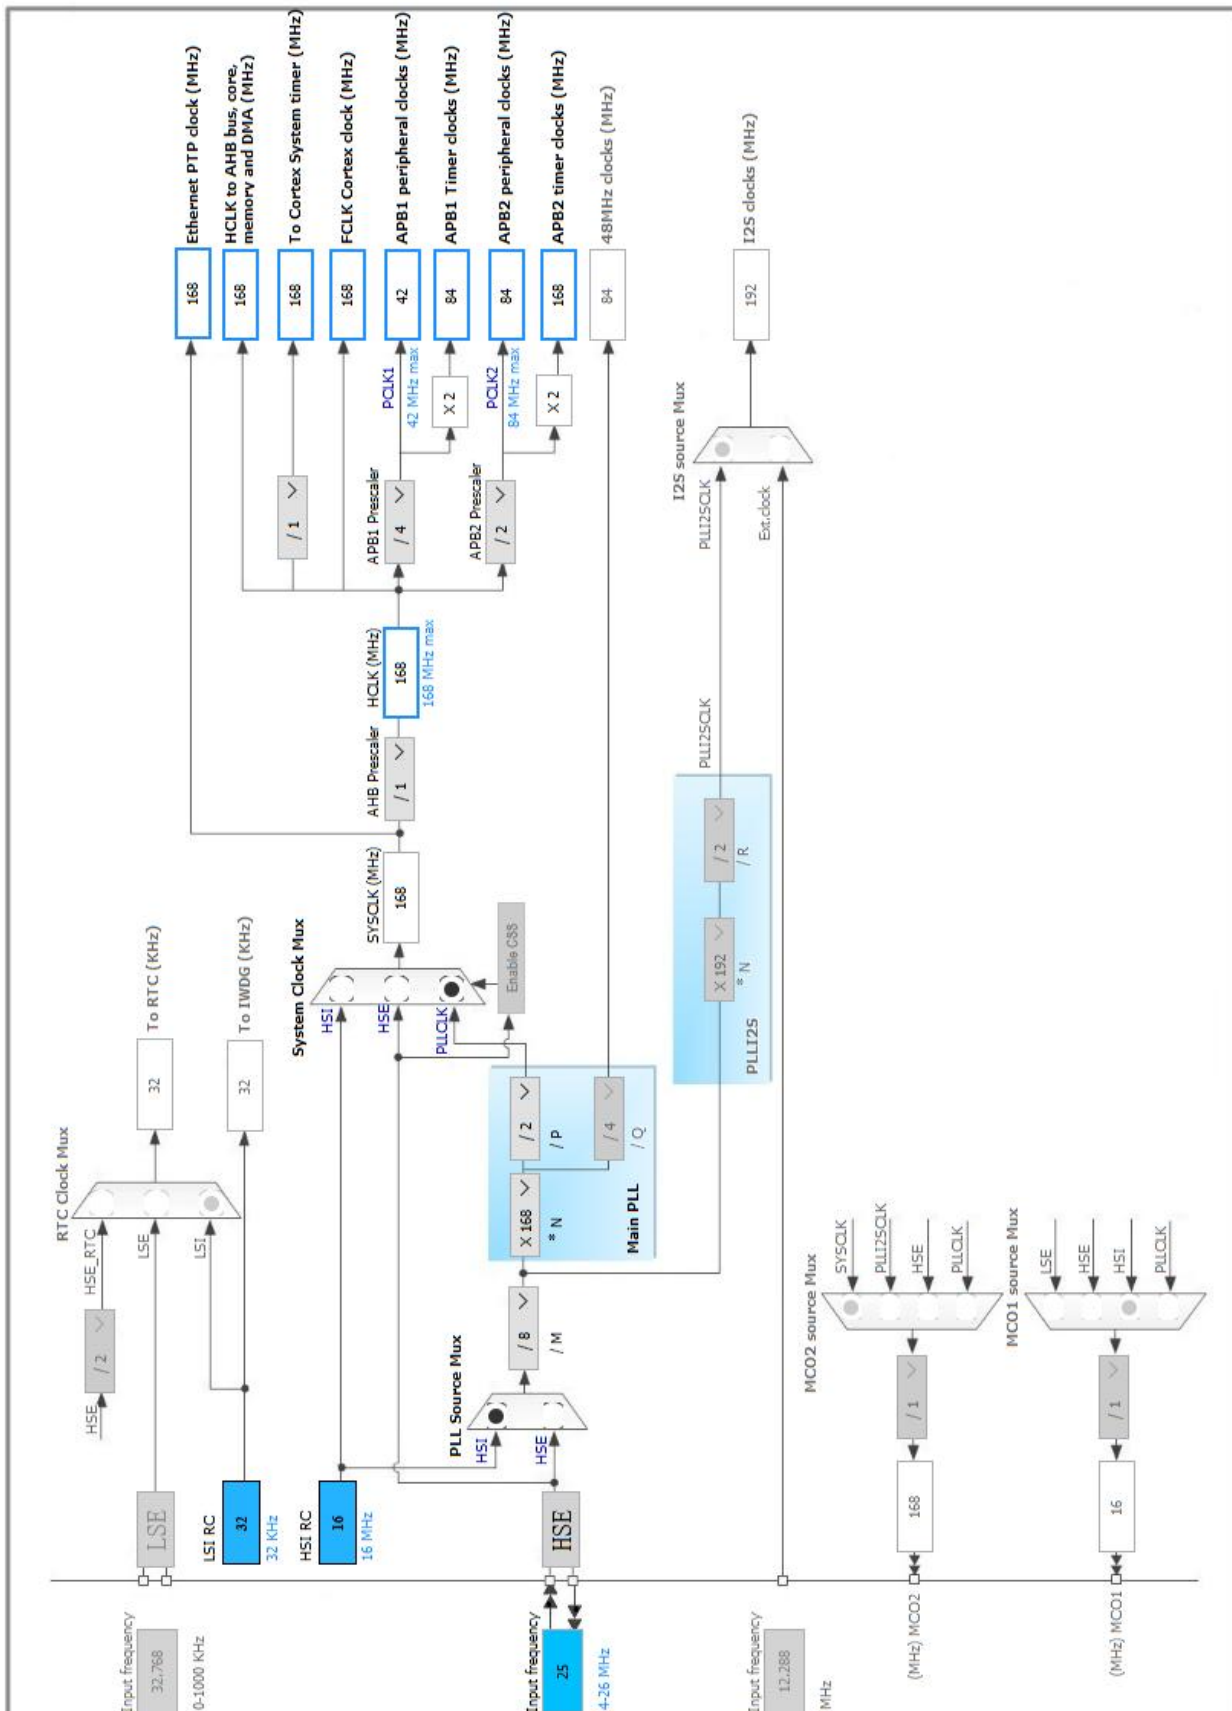 Input frequency
32.768
0-1000 KHz
LSE
HSE
/ 2
HSE_RTC
LSE
LSI
RTC Clock Mux
32
To RTC (KHz)
LSI RC
32
32 KHz
32
To IWDG (KHz)
HSI RC
16
16 MHz
Input frequency
25
4-26 MHz
HSE
PLL Source Mux
HSI
HSE
/ 8
/ M
X 168
* N
/ 2
/ P
/ 4
/ Q
Main PLL
System Clock Mux
HSI
HSE
PLLCLK
Enable CSS
SYSCLK (MHz)
168
AHB Prescaler
/ 1
HCLK (MHz)
168
168 MHz max
/ 1
APB1 Prescaler
/ 4
PCLK1
42 MHz max
X 2
APB2 Prescaler
/ 2
PCLK2
84 MHz max
X 2
168
Ethernet PTP clock (MHz)
168
HCLK to AHB bus, core,
memory and DMA (MHz)
168
To Cortex System timer (MHz)
168
FCLK Cortex clock (MHz)
42
APB1 peripheral clocks (MHz)
84
APB1 Timer clocks (MHz)
84
APB2 peripheral clocks (MHz)
168
APB2 timer clocks (MHz)
84
48MHz clocks (MHz)
PLLI2S
X 192
* N
/ 2
/ R
PLLI2SCLK
PLLI2SCLK
Ext.clock
I2S source Mux
192
I2S clocks (MHz)
Input frequency
12.288
MHz
MCO2 source Mux
SYSCLK
PLLI2SCLK
HSE
PLLCLK
/ 1
168
(MHz) MCO2
MCO1 source Mux
LSE
HSE
HSI
PLLCLK
/ 1
16
(MHz) MCO1